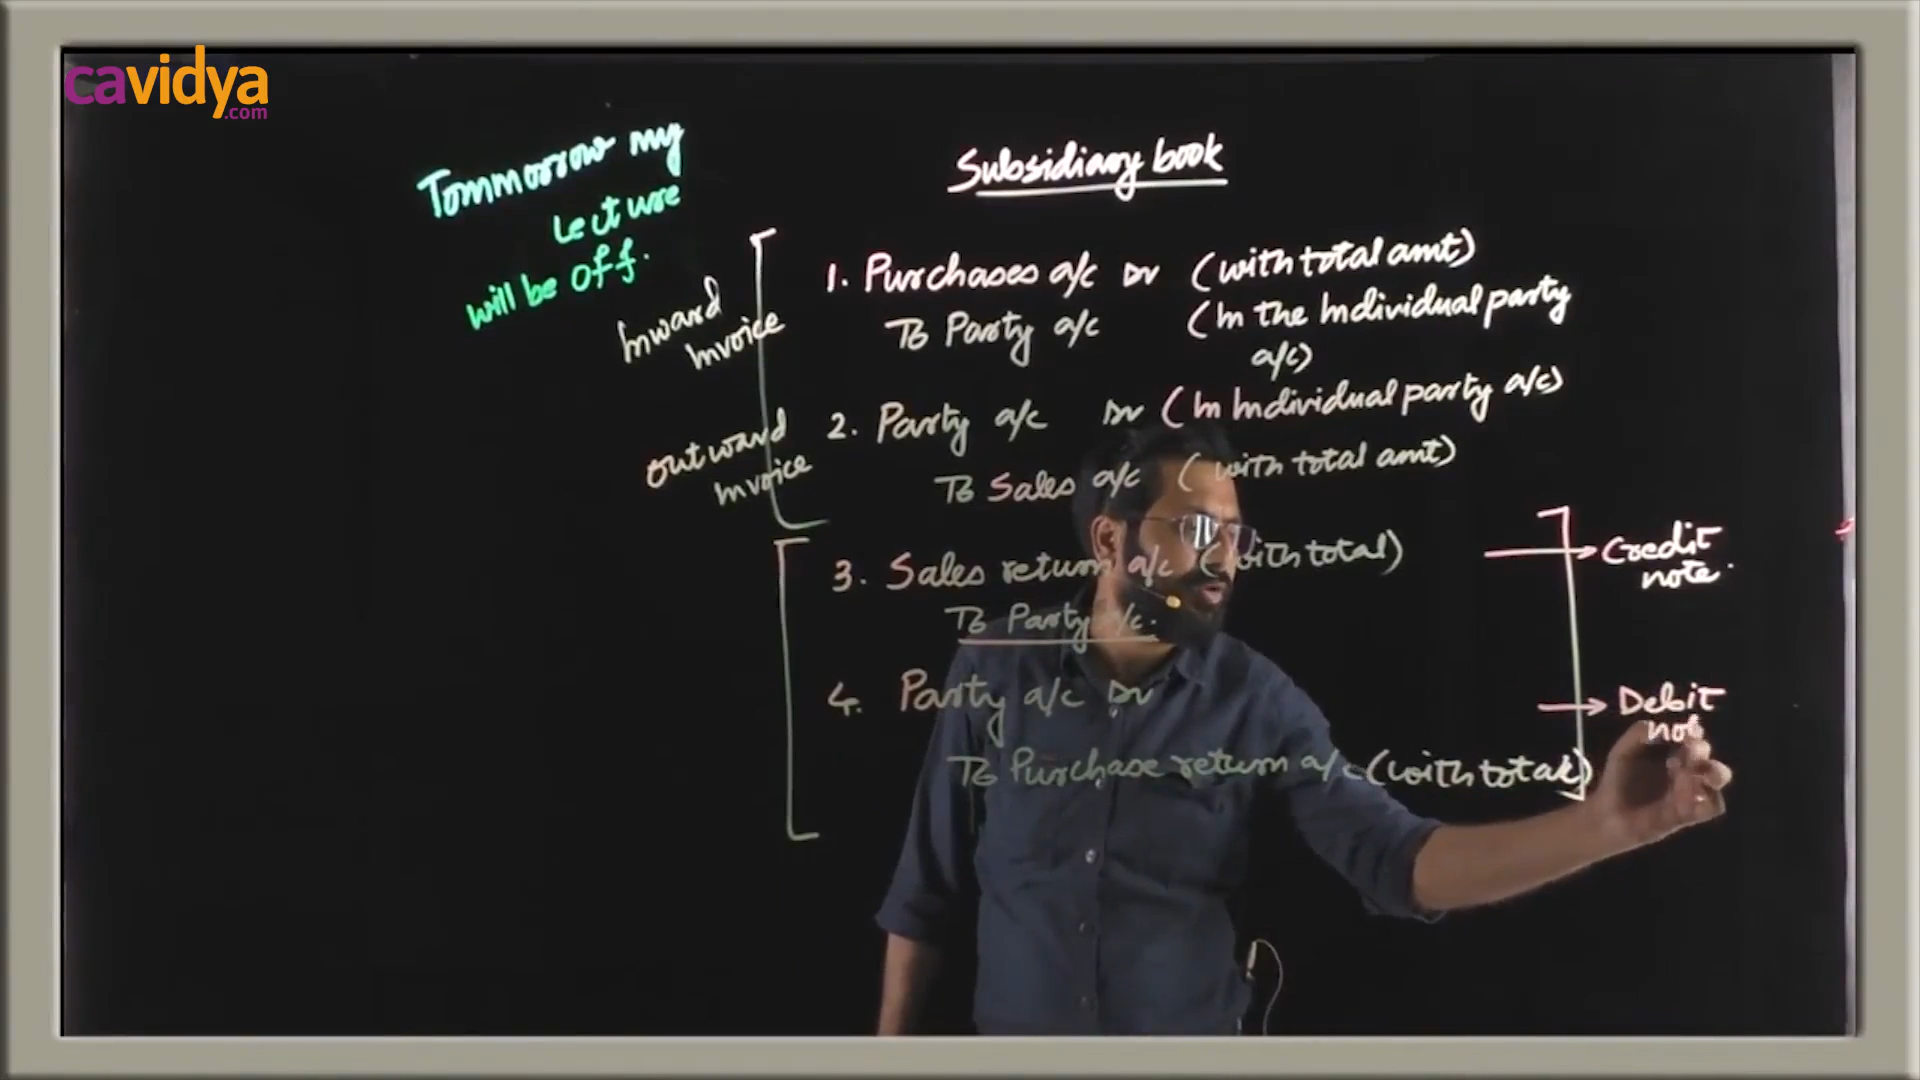 cavidya
.com
Tommorrow my
lecture
will be off.
Subsidiary book
Inward
Invoice
1. Purchases a/c Dr (with total amt)
To Party a/c (In the Individual party
a/c)
outward
Invoice
2. Party a/c Dr (In Individual party a/c)
To Sales a/c (with total amt)
3. Sales return a/c (with total)
To Party a/c.
Credit
note.
4. Party a/c Dr
To Purchase return a/c (with total)
Debit
not